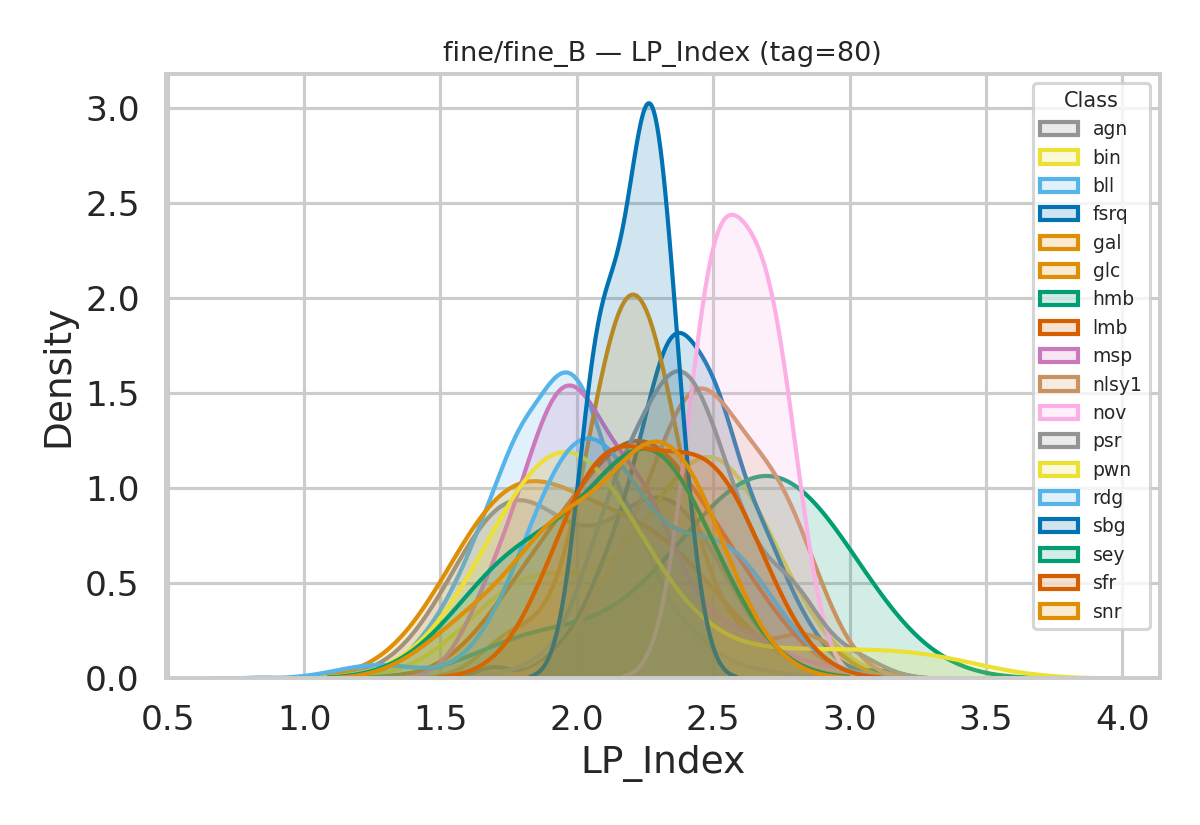 fine/fine_B — LP_Index (tag=80)
Density
3.0
2.5
2.0
1.5
1.0
0.5
0.0
0.5 1.0 1.5 2.0 2.5 3.0 3.5 4.0
LP_Index
Class
agn
bin
bll
fsrq
gal
glc
hmb
lmb
msp
nlsy1
nov
psr
pwn
rdg
sbg
sey
sfr
snr